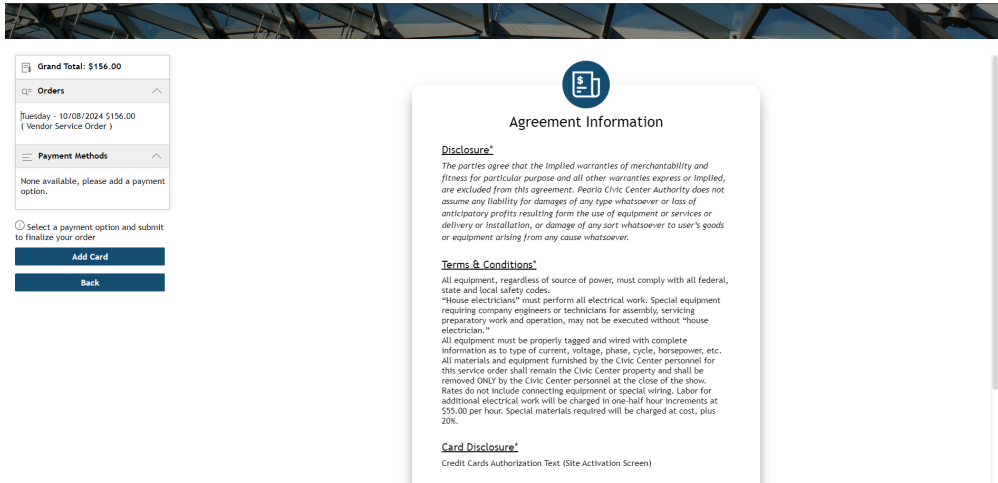 Grand Total: $156.00
Orders
Tuesday - 10/08/2024 $156.00
( Vendor Service Order )
Payment Methods
None available, please add a payment
option.
Select a payment option and submit
to finalize your order
Add Card
Back
Agreement Information
Disclosure*
The parties agree that the implied warranties of merchantability and
fitness for particular purpose and all other warranties express or implied,
are excluded from this agreement. Peoria Civic Center Authority does not
assume any liability for damages of any type whatsoever or loss of
anticipatory profits resulting form the use of equipment or services or
delivery or installation, or damage of any sort whatsoever to user's goods
or equipment arising from any cause whatsoever.
Terms & Conditions*
All equipment, regardless of source of power, must comply with all federal,
state and local safety codes.
“House electricians” must perform all electrical work. Special equipment
requiring company engineers or technicians for assembly, servicing
preparatory work and operation, may not be executed without “house
electrician.”
All equipment must be properly tagged and wired with complete
information as to type of current, voltage, phase, cycle, horsepower, etc.
All materials and equipment furnished by the Civic Center personnel for
this service order shall remain the Civic Center property and shall be
removed ONLY by the Civic Center personnel at the close of the show.
Rates do not include connecting equipment or special wiring. Labor for
additional electrical work will be charged in one-half hour increments at
$55.00 per hour. Special materials required will be charged at cost, plus
20%.
Card Disclosure*
Credit Cards Authorization Text (Site Activation Screen)